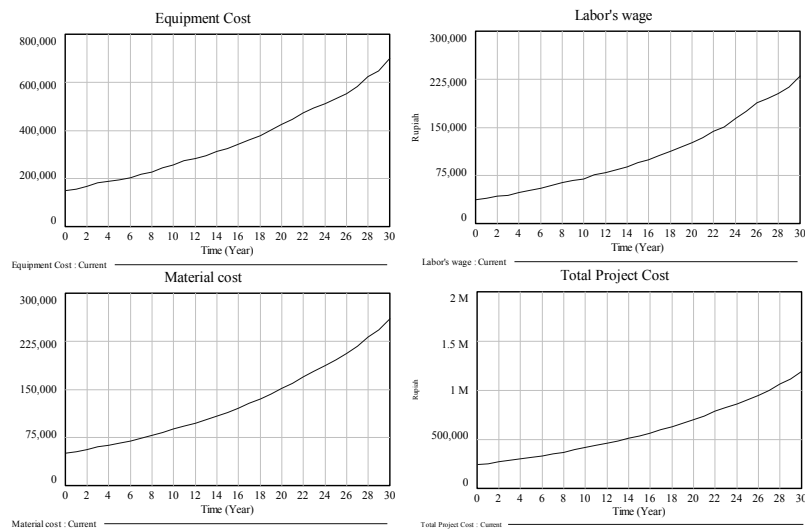 Equipment Cost
800,000
600,000
400,000
200,000
0
0 2 4 6 8 10 12 14 16 18 20 22 24 26 28 30
Time (Year)
Equipment Cost : Current
Labor's wage
300,000
225,000
150,000
75,000
0
Rupiah
0 2 4 6 8 10 12 14 16 18 20 22 24 26 28 30
Time (Year)
Labor's wage : Current
Material cost
300,000
225,000
150,000
75,000
0
0 2 4 6 8 10 12 14 16 18 20 22 24 26 28 30
Time (Year)
Material cost : Current
Total Project Cost
2 M
1.5 M
1 M
500,000
0
Rupiah
0 2 4 6 8 10 12 14 16 18 20 22 24 26 28 30
Time (Year)
Total Project Cost : Current